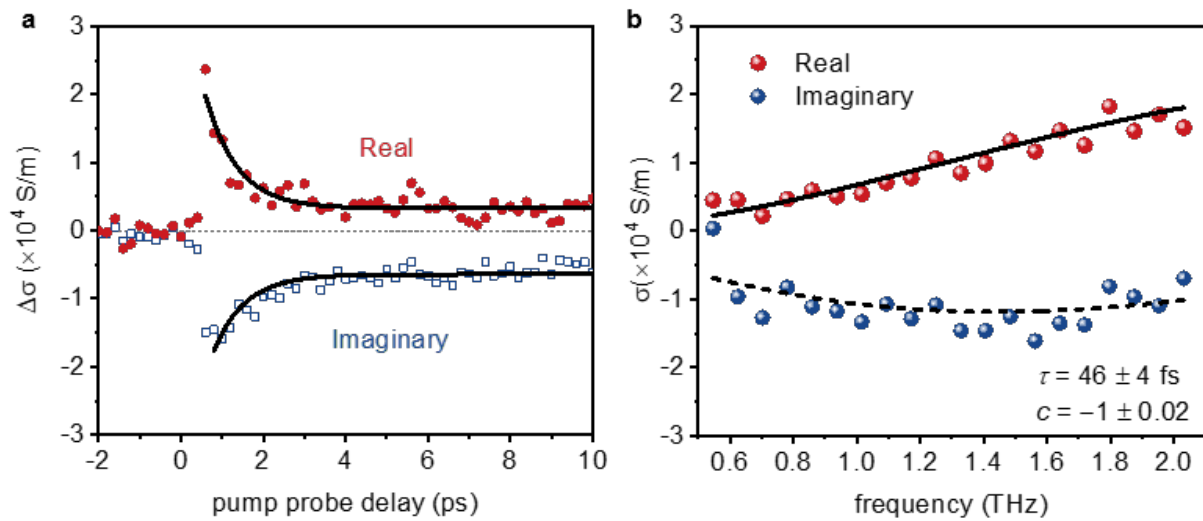 a
3
2
1
0
-1
-2
-3
Δσ (×10⁴ S/m)
Real
Imaginary
-2 0 2 4 6 8 10
pump probe delay (ps)
b
3
2
1
0
-1
-2
-3
σ(×10⁴ S/m)
Real
Imaginary
τ = 46 ± 4 fs
c = −1 ± 0.02
0.6 0.8 1.0 1.2 1.4 1.6 1.8 2.0
frequency (THz)